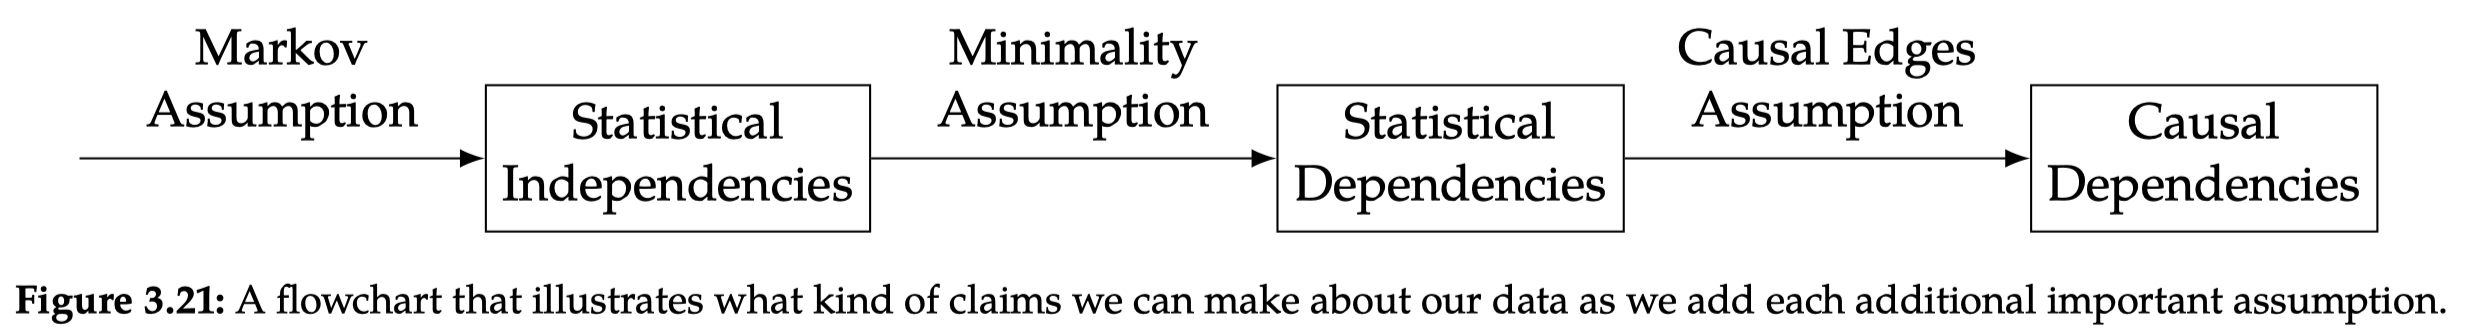 Markov
Assumption
Statistical
Independencies
Minimality
Assumption
Statistical
Dependencies
Causal Edges
Assumption
Causal
Dependencies
Figure 3.21: A flowchart that illustrates what kind of claims we can make about our data as we add each additional important assumption.